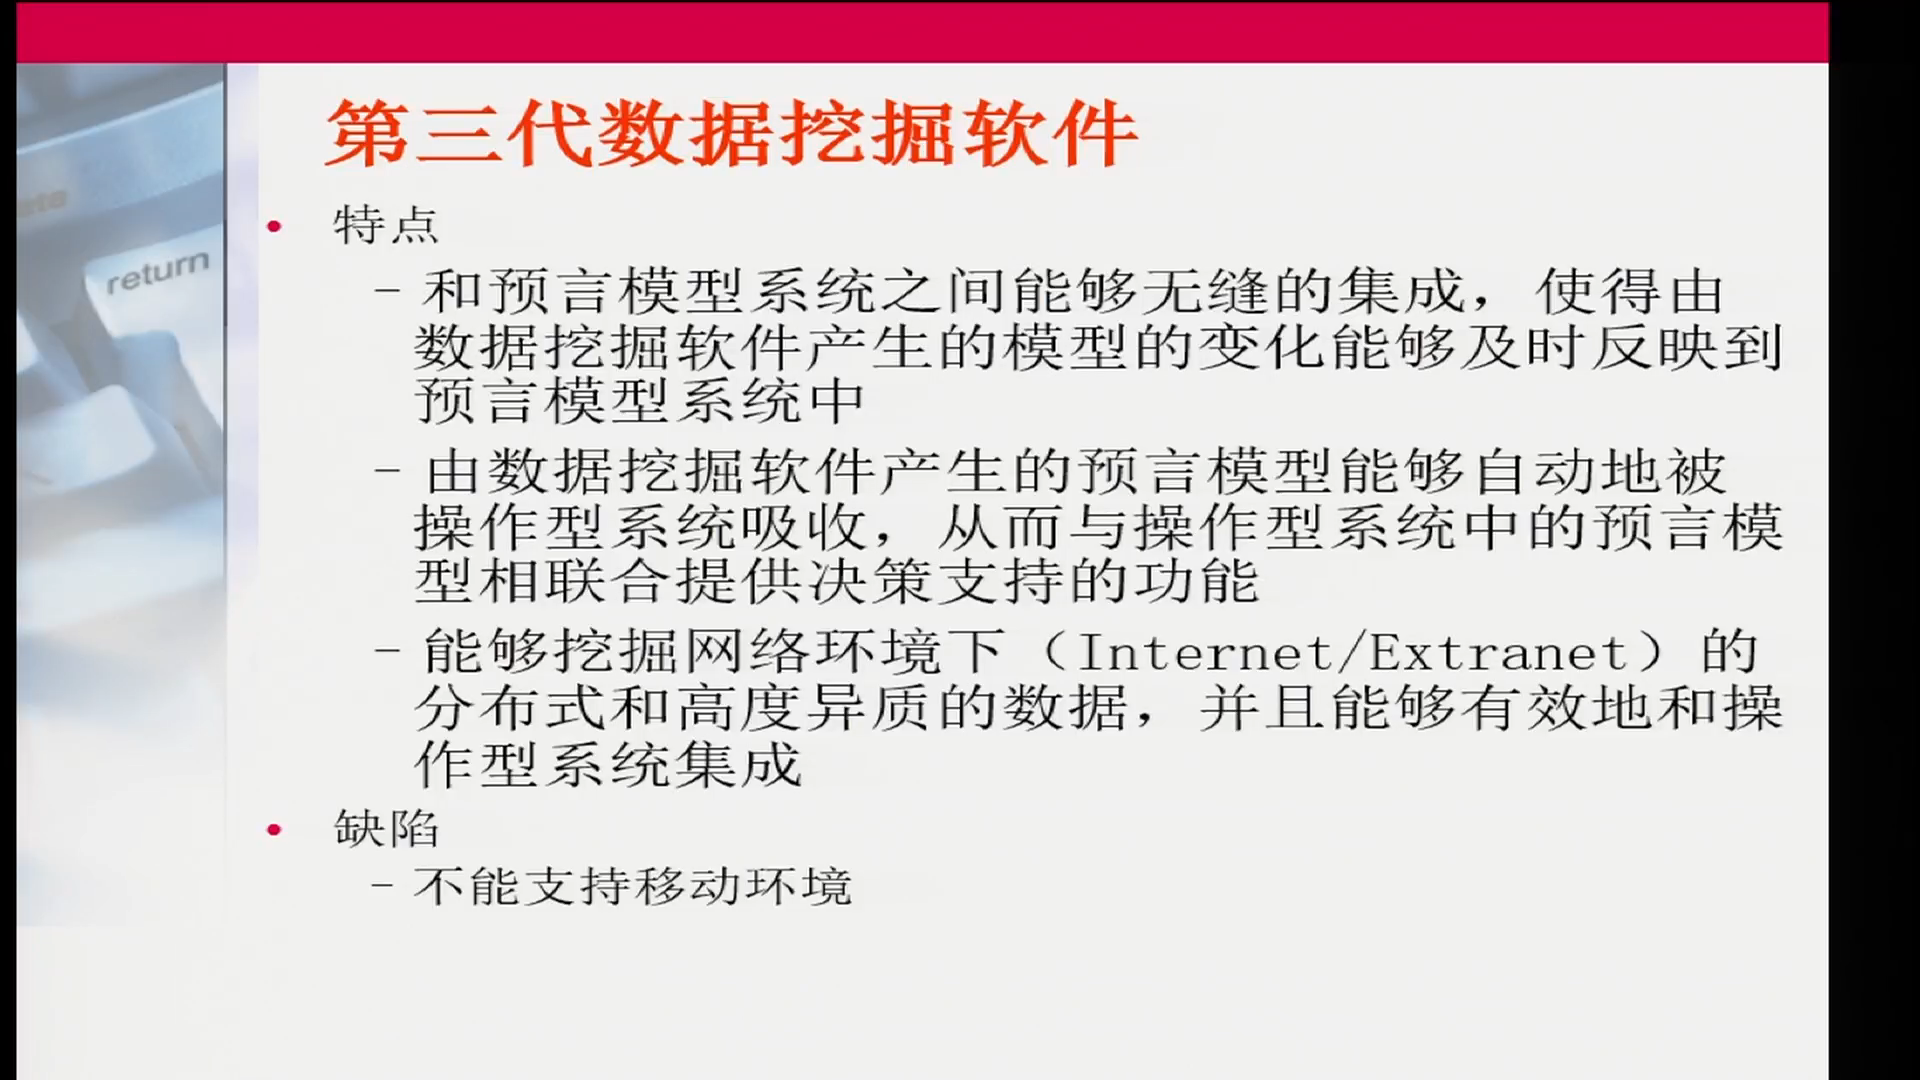 第三代数据挖掘软件
• 特点
– 和预言模型系统之间能够无缝的集成，使得由
数据挖掘软件产生的模型的变化能够及时反映到
预言模型系统中
– 由数据挖掘软件产生的预言模型能够自动地被
操作型系统吸收，从而与操作型系统中的预言模
型相联合提供决策支持的功能
– 能够挖掘网络环境下（Internet/Extranet）的
分布式和高度异质的数据，并且能够有效地和操
作型系统集成
• 缺陷
– 不能支持移动环境
return